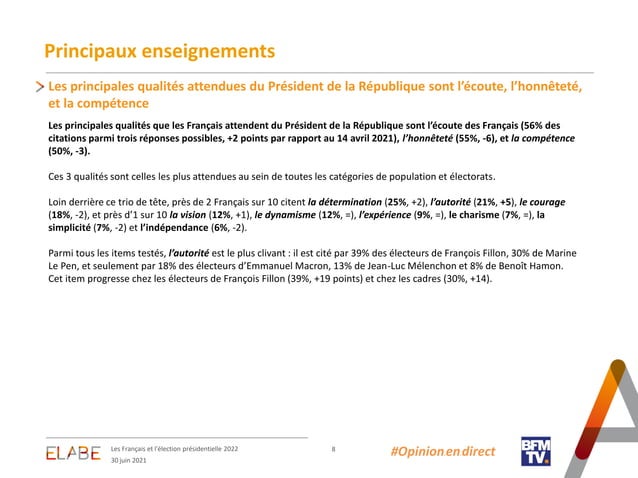 Principaux enseignements
Les principales qualités attendues du Président de la République sont l’écoute, l’honnêteté,
et la compétence
Les principales qualités que les Français attendent du Président de la République sont l’écoute des Français (56% des
citations parmi trois réponses possibles, +2 points par rapport au 14 avril 2021), l’honnêteté (55%, -6), et la compétence
(50%, -3).
Ces 3 qualités sont celles les plus attendues au sein de toutes les catégories de population et électorats.
Loin derrière ce trio de tête, près de 2 Français sur 10 citent la détermination (25%, +2), l’autorité (21%, +5), le courage
(18%, -2), et près d’1 sur 10 la vision (12%, +1), le dynamisme (12%, =), l’expérience (9%, =), le charisme (7%, =), la
simplicité (7%, -2) et l’indépendance (6%, -2).
Parmi tous les items testés, l’autorité est le plus clivant : il est cité par 39% des électeurs de François Fillon, 30% de Marine
Le Pen, et seulement par 18% des électeurs d’Emmanuel Macron, 13% de Jean-Luc Mélenchon et 8% de Benoît Hamon.
Cet item progresse chez les électeurs de François Fillon (39%, +19 points) et chez les cadres (30%, +14).
ELABE
Les Français et l’élection présidentielle 2022
30 juin 2021
8
#Opinion en direct
BFM
TV.